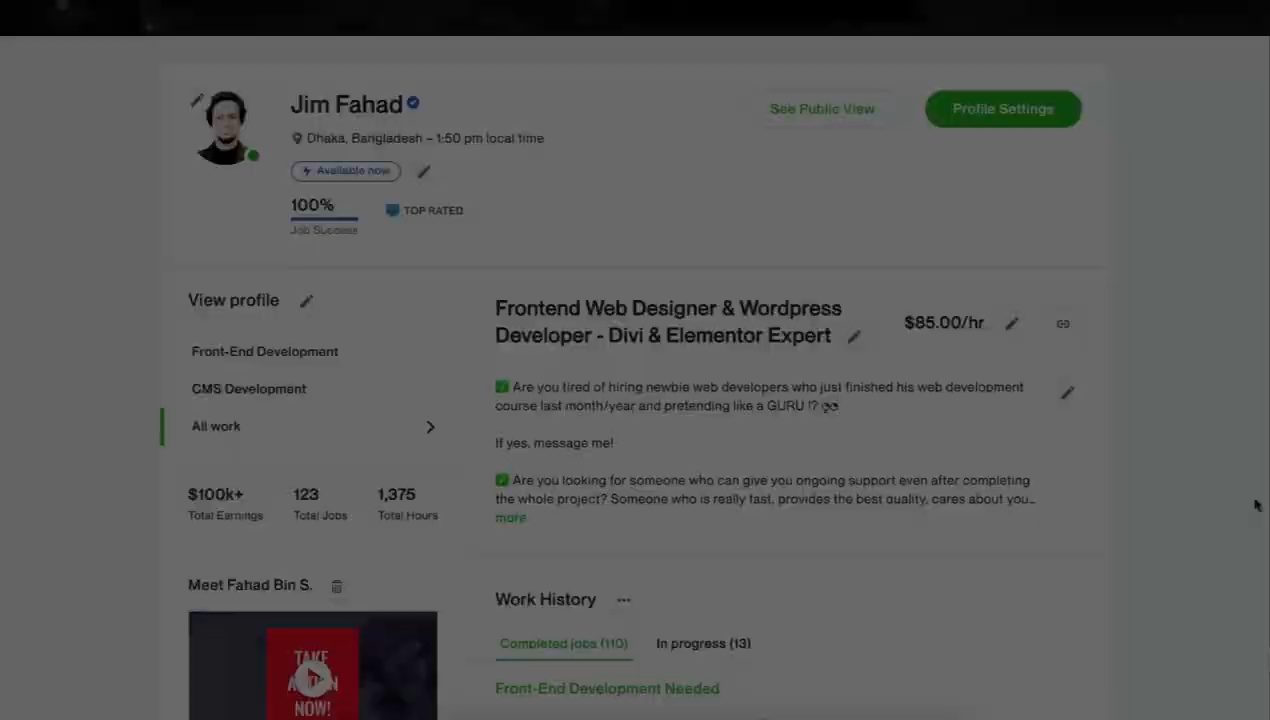 Jim Fahad
See Public View
Profile Settings
Dhaka, Bangladesh – 1:50 pm local time
Available now
100%
TOP RATED
Job Success
View profile
Front-End Development
CMS Development
All work
$100k+ 123 1,375
Total Earnings Total Jobs Total Hours
Meet Fahad Bin S.
TAKE
NOW!
Frontend Web Designer & Wordpress
Developer - Divi & Elementor Expert
$85.00/hr
✅ Are you tired of hiring newbie web developers who just finished his web development
course last month/year and pretending like a GURU !? 👀
If yes, message me!
✅ Are you looking for someone who can give you ongoing support even after completing
the whole project? Someone who is really fast, provides the best quality, cares about you...
more
Work History
Completed jobs (110) In progress (13)
Front-End Development Needed